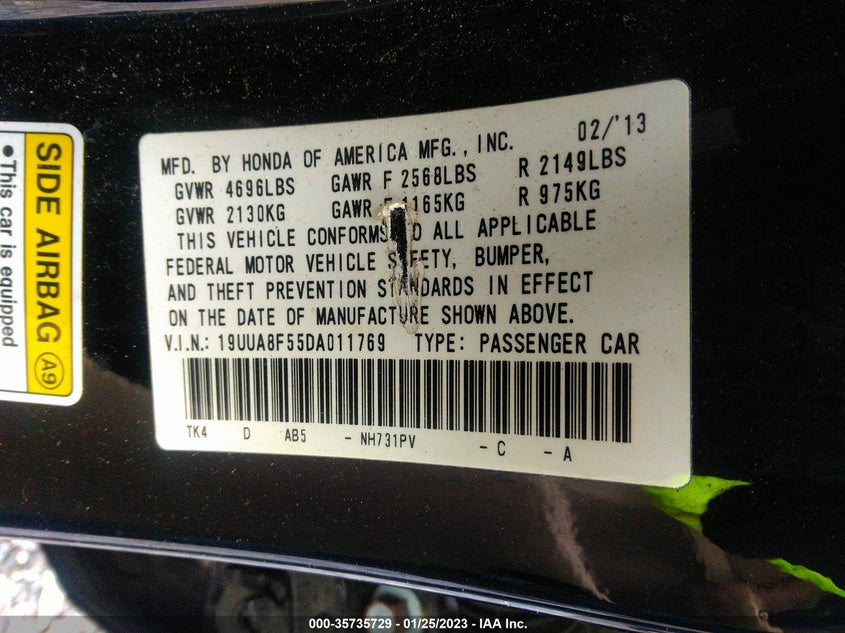 SIDE AIRBAG A9
●This car is equipped
02/'13
MFD. BY HONDA OF AMERICA MFG., INC.
GVWR 4696LBS GAWR F 2568LBS R 2149LBS
GVWR 2130KG GAWR 1165KG R 975KG
THIS VEHICLE CONFORMS ALL APPLICABLE
FEDERAL MOTOR VEHICLE SAFETY, BUMPER,
AND THEFT PREVENTION STANDARDS IN EFFECT
ON THE DATE OF MANUFACTURE SHOWN ABOVE.
V.I.N.: 19UUA8F55DA011769 TYPE: PASSENGER CAR
TK4 D AB5 - NH731PV - C - A
000-35735729 - 01/25/2023 - IAA Inc.